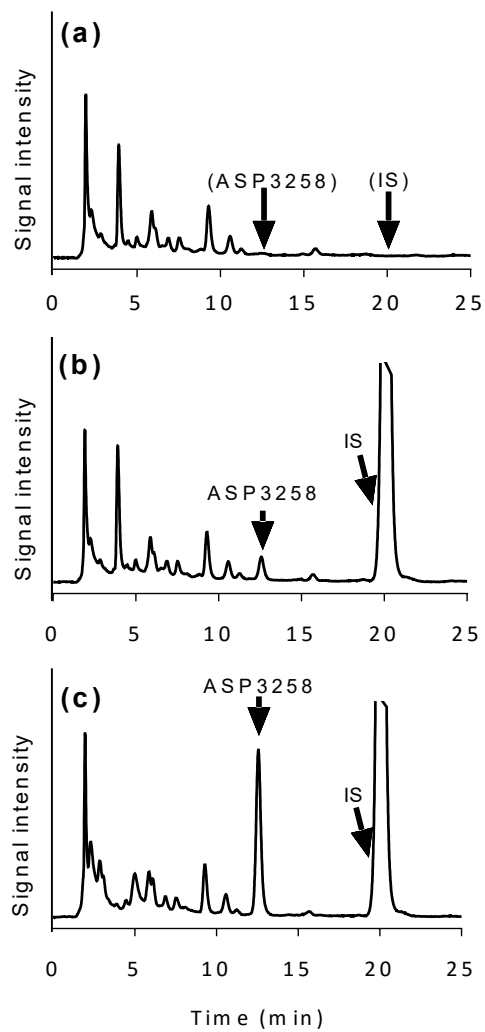 (a)
(ASP3258) (IS)
Signal intensity
0 5 10 15 20 25
(b)
IS
ASP3258
Signal intensity
0 5 10 15 20 25
ASP3258
(c)
IS
Signal intensity
0 5 10 15 20 25
Time (min)